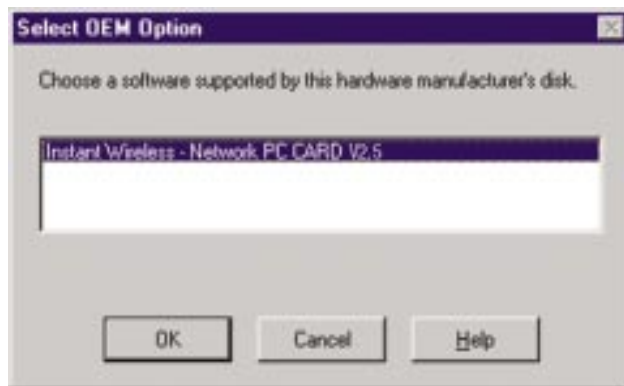 Select OEM Option
Choose a software supported by this hardware manufacturer's disk.
Instant Wireless - Network PC CARD V2.5
OK
Cancel
Help